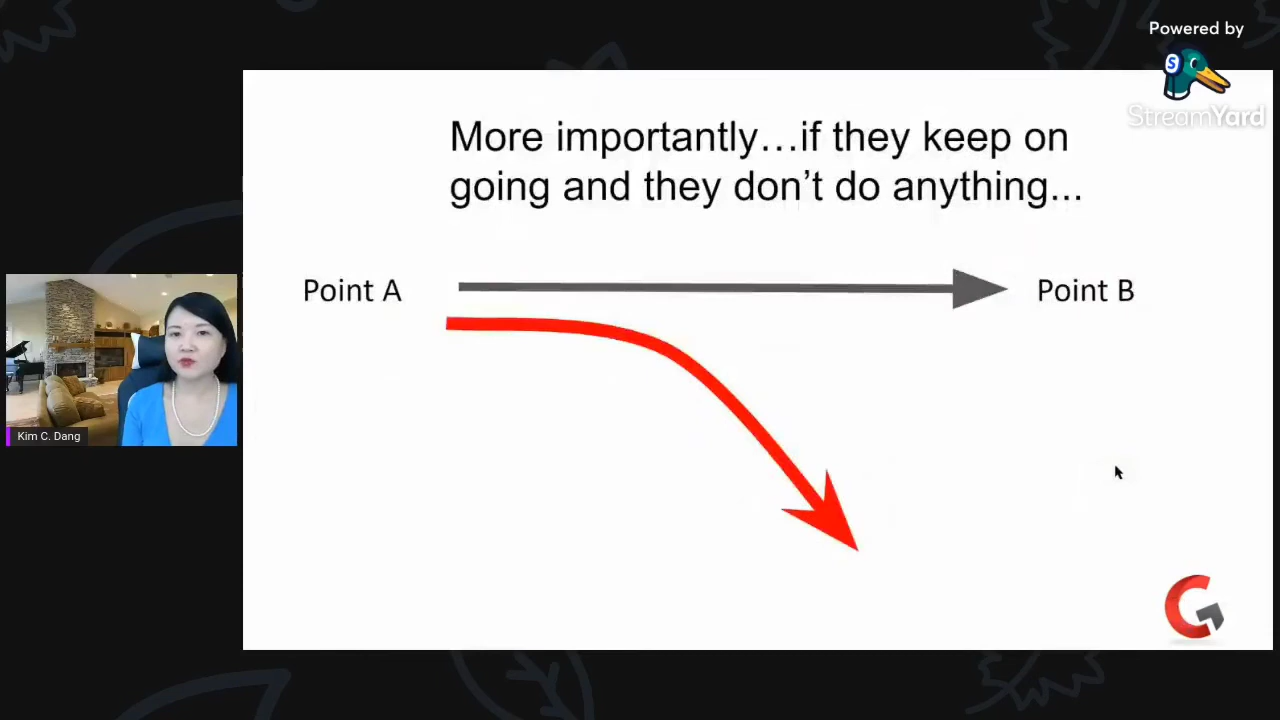 Powered by
S
StreamYard
More importantly…if they keep on
going and they don’t do anything...
Point A
Point B
Kim C. Dang
G